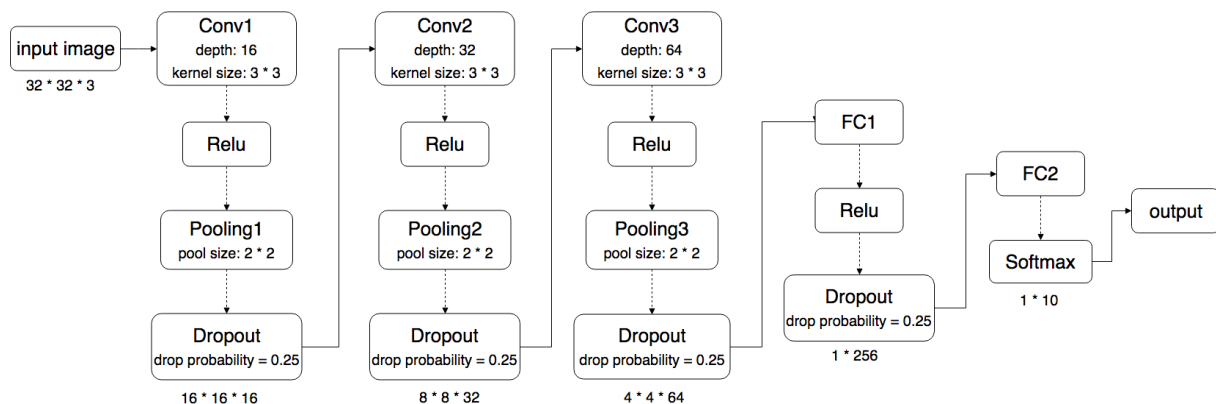 input image
32 * 32 * 3
Conv1
depth: 16
kernel size: 3 * 3
Relu
Pooling1
pool size: 2 * 2
Dropout
drop probability = 0.25
16 * 16 * 16
Conv2
depth: 32
kernel size: 3 * 3
Relu
Pooling2
pool size: 2 * 2
Dropout
drop probability = 0.25
8 * 8 * 32
Conv3
depth: 64
kernel size: 3 * 3
Relu
Pooling3
pool size: 2 * 2
Dropout
drop probability = 0.25
4 * 4 * 64
FC1
Relu
Dropout
drop probability = 0.25
1 * 256
FC2
Softmax
1 * 10
output